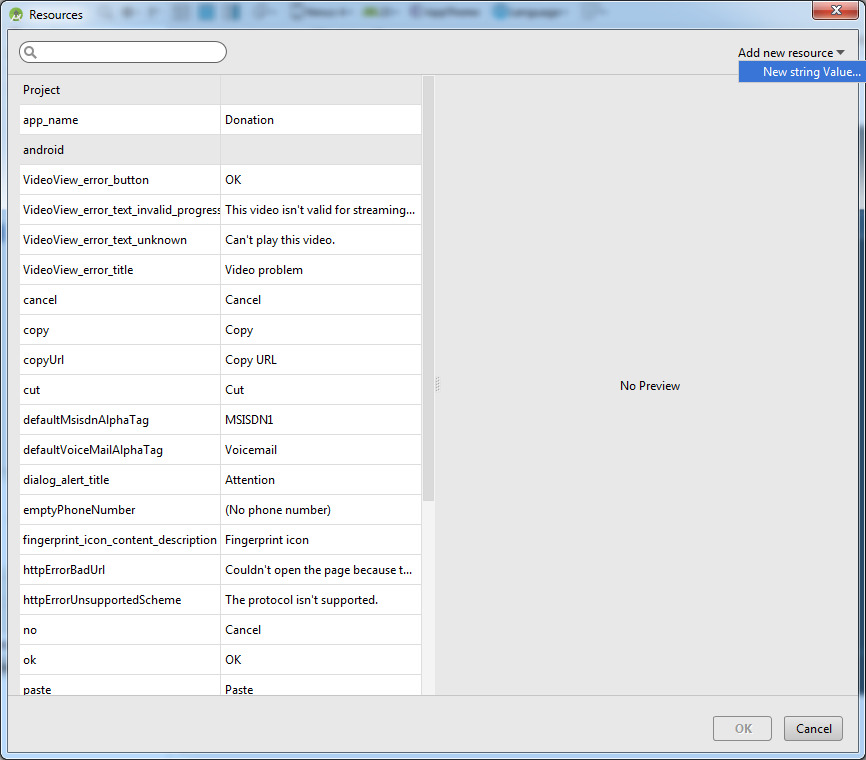 Resources
Add new resource
New string Value...
Project
app_name Donation
android
VideoView_error_button OK
VideoView_error_text_invalid_progress This video isn't valid for streaming...
VideoView_error_text_unknown Can't play this video.
VideoView_error_title Video problem
cancel Cancel
copy Copy
copyUrl Copy URL
cut Cut
defaultMsisdnAlphaTag MSISDN1
defaultVoiceMailAlphaTag Voicemail
dialog_alert_title Attention
emptyPhoneNumber (No phone number)
fingerprint_icon_content_description Fingerprint icon
httpErrorBadUrl Couldn't open the page because t...
httpErrorUnsupportedScheme The protocol isn't supported.
no Cancel
ok OK
paste Paste
No Preview
OK Cancel